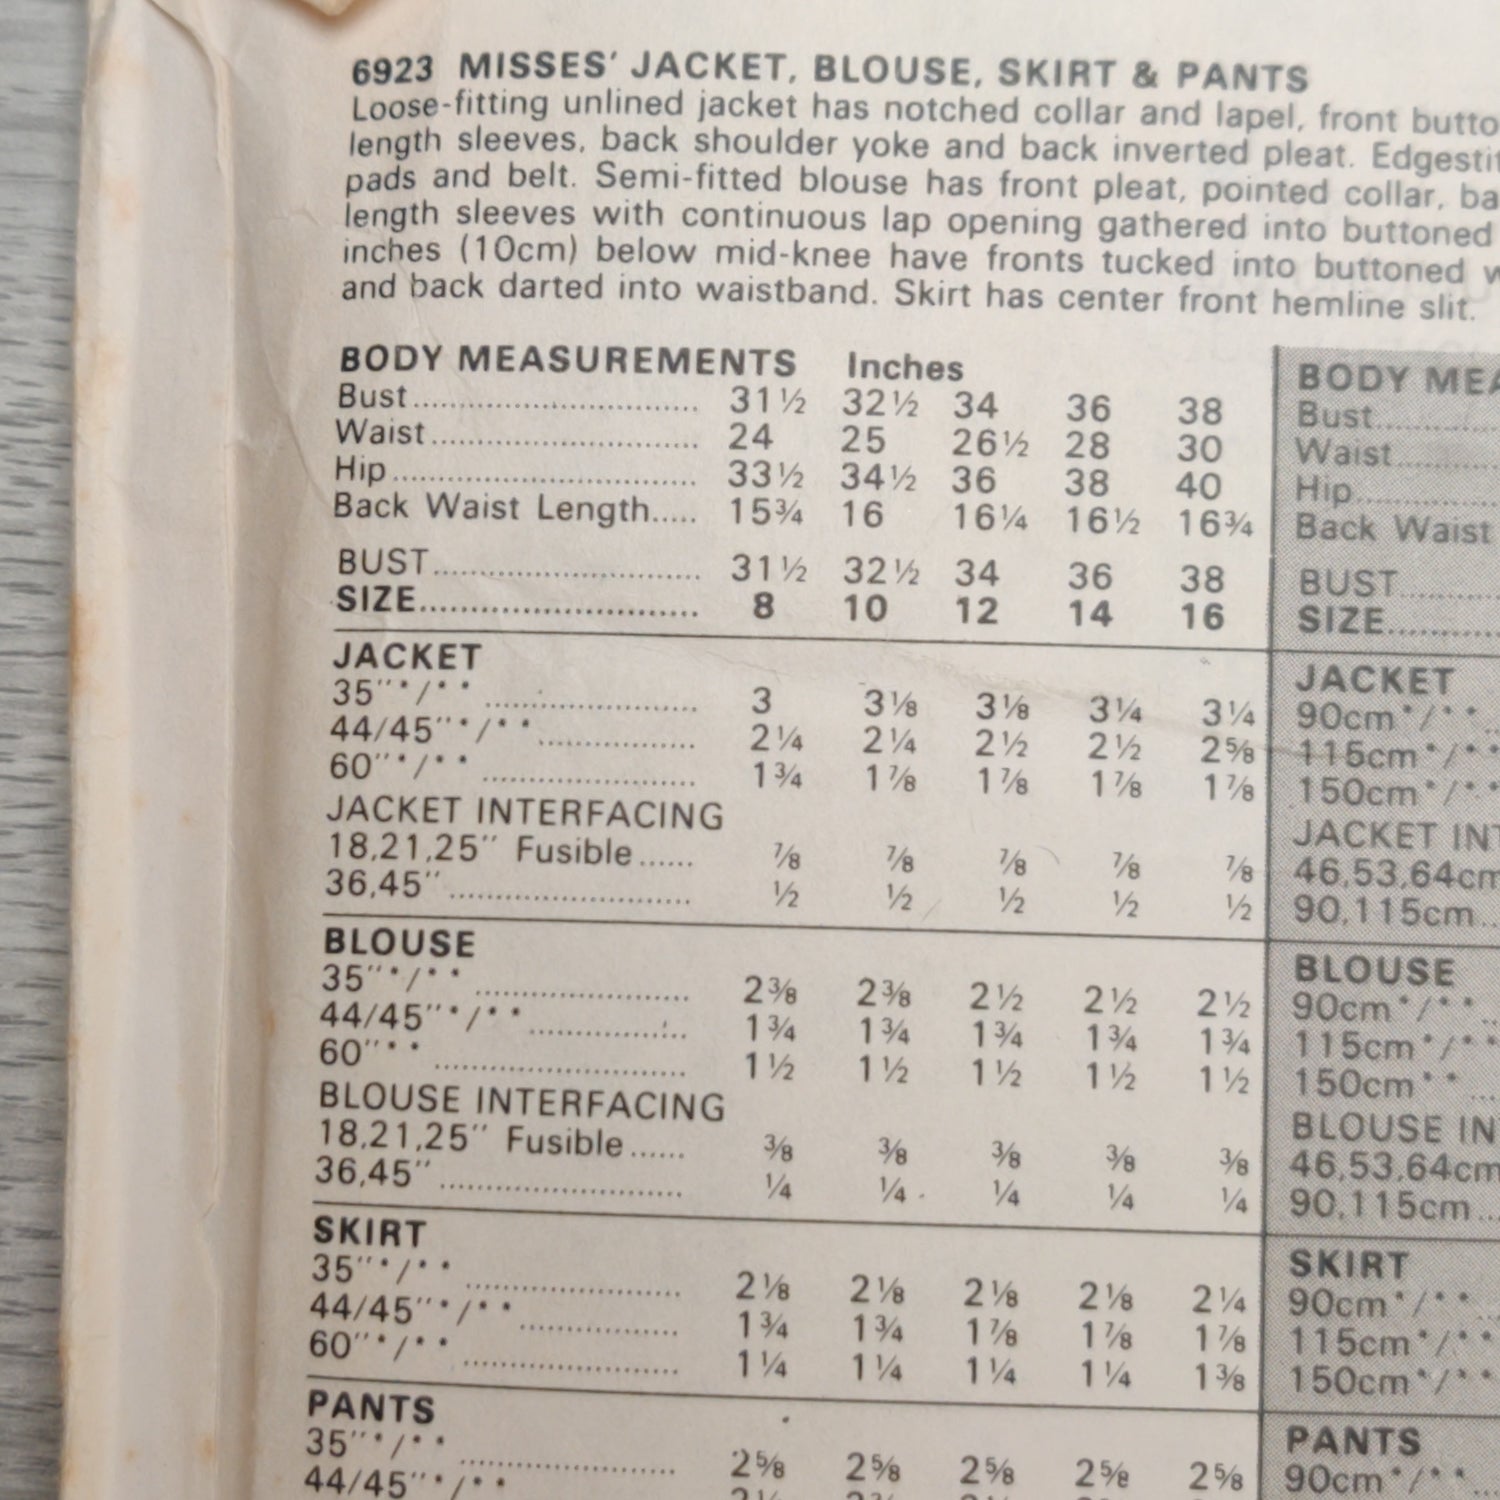 6923 MISSES' JACKET, BLOUSE, SKIRT & PANTS
Loose-fitting unlined jacket has notched collar and lapel, front butto
length sleeves, back shoulder yoke and back inverted pleat. Edgestit
pads and belt. Semi-fitted blouse has front pleat, pointed collar, ba
length sleeves with continuous lap opening gathered into buttoned
inches (10cm) below mid-knee have fronts tucked into buttoned w
and back darted into waistband. Skirt has center front hemline slit.
BODY MEASUREMENTS Inches
Bust.............................. 31½ 32½ 34 36 38
Waist............................ 24 25 26½ 28 30
Hip................................ 33½ 34½ 36 38 40
Back Waist Length..... 15¾ 16 16¼ 16½ 16¾
BUST............................ 31½ 32½ 34 36 38
SIZE............................. 8 10 12 14 16
JACKET
35"*/** ...................... 3 3⅛ 3⅛ 3¼ 3¼
44/45"*/** ................ 2¼ 2¼ 2½ 2½ 2⅝
60"*/** ...................... 1¾ 1⅞ 1⅞ 1⅞ 1⅞
JACKET INTERFACING
18,21,25" Fusible...... ⅞ ⅞ ⅞ ⅞ ⅞
36,45" ......................... ½ ½ ½ ½ ½
BLOUSE
35"*/** ...................... 2⅜ 2⅜ 2½ 2½ 2½
44/45"*/** ................ 1¾ 1¾ 1¾ 1¾ 1¾
60"** .......................... 1½ 1½ 1½ 1½ 1½
BLOUSE INTERFACING
18,21,25" Fusible...... ⅜ ⅜ ⅜ ⅜ ⅜
36,45" ......................... ¼ ¼ ¼ ¼ ¼
SKIRT
35"*/** ...................... 2⅛ 2⅛ 2⅛ 2⅛ 2¼
44/45"*/** ................ 1¾ 1¾ 1⅞ 1⅞ 1⅞
60"*/** ...................... 1¼ 1¼ 1¼ 1¼ 1⅜
PANTS
35"*/** ...................... 2⅝ 2⅝ 2⅝ 2⅝ 2⅝
44/45"*/**
BODY MEA
Bust..........
Waist..........
Hip..........
Back Waist
BUST..........
SIZE..........
JACKET
90cm*/**..
115cm*/**
150cm*/**
JACKET INT
46,53,64cm
90,115cm..
BLOUSE
90cm*/**..
115cm*/**
150cm**...
BLOUSE IN
46,53,64cm
90,115cm...
SKIRT
90cm*/**..
115cm*/**
150cm*/**
PANTS
90cm*/**...